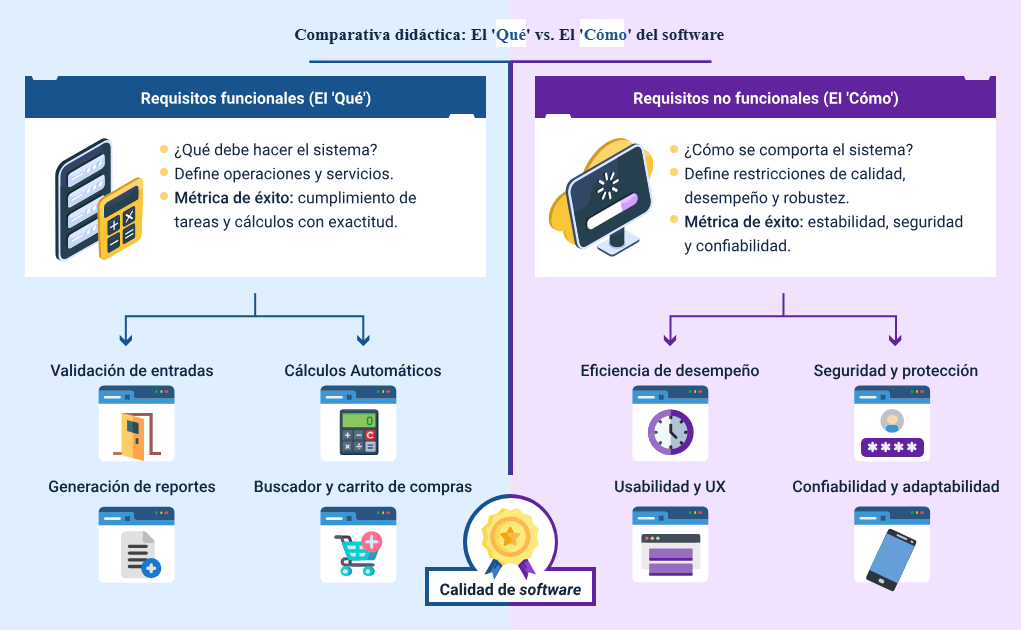 Comparativa didáctica: El 'Qué' vs. El 'Cómo' del software
Requisitos funcionales (El 'Qué')
¿Qué debe hacer el sistema?
Define operaciones y servicios.
Métrica de éxito: cumplimiento de
tareas y cálculos con exactitud.
Requisitos no funcionales (El 'Cómo')
¿Cómo se comporta el sistema?
Define restricciones de calidad,
desempeño y robustez.
Métrica de éxito: estabilidad, seguridad
y confiabilidad.
Validación de entradas
Cálculos Automáticos
0
+ − C
× ÷ =
Generación de reportes
Buscador y carrito de compras
Eficiencia de desempeño
Seguridad y protección
****
Usabilidad y UX
Confiabilidad y adaptabilidad
Calidad de software